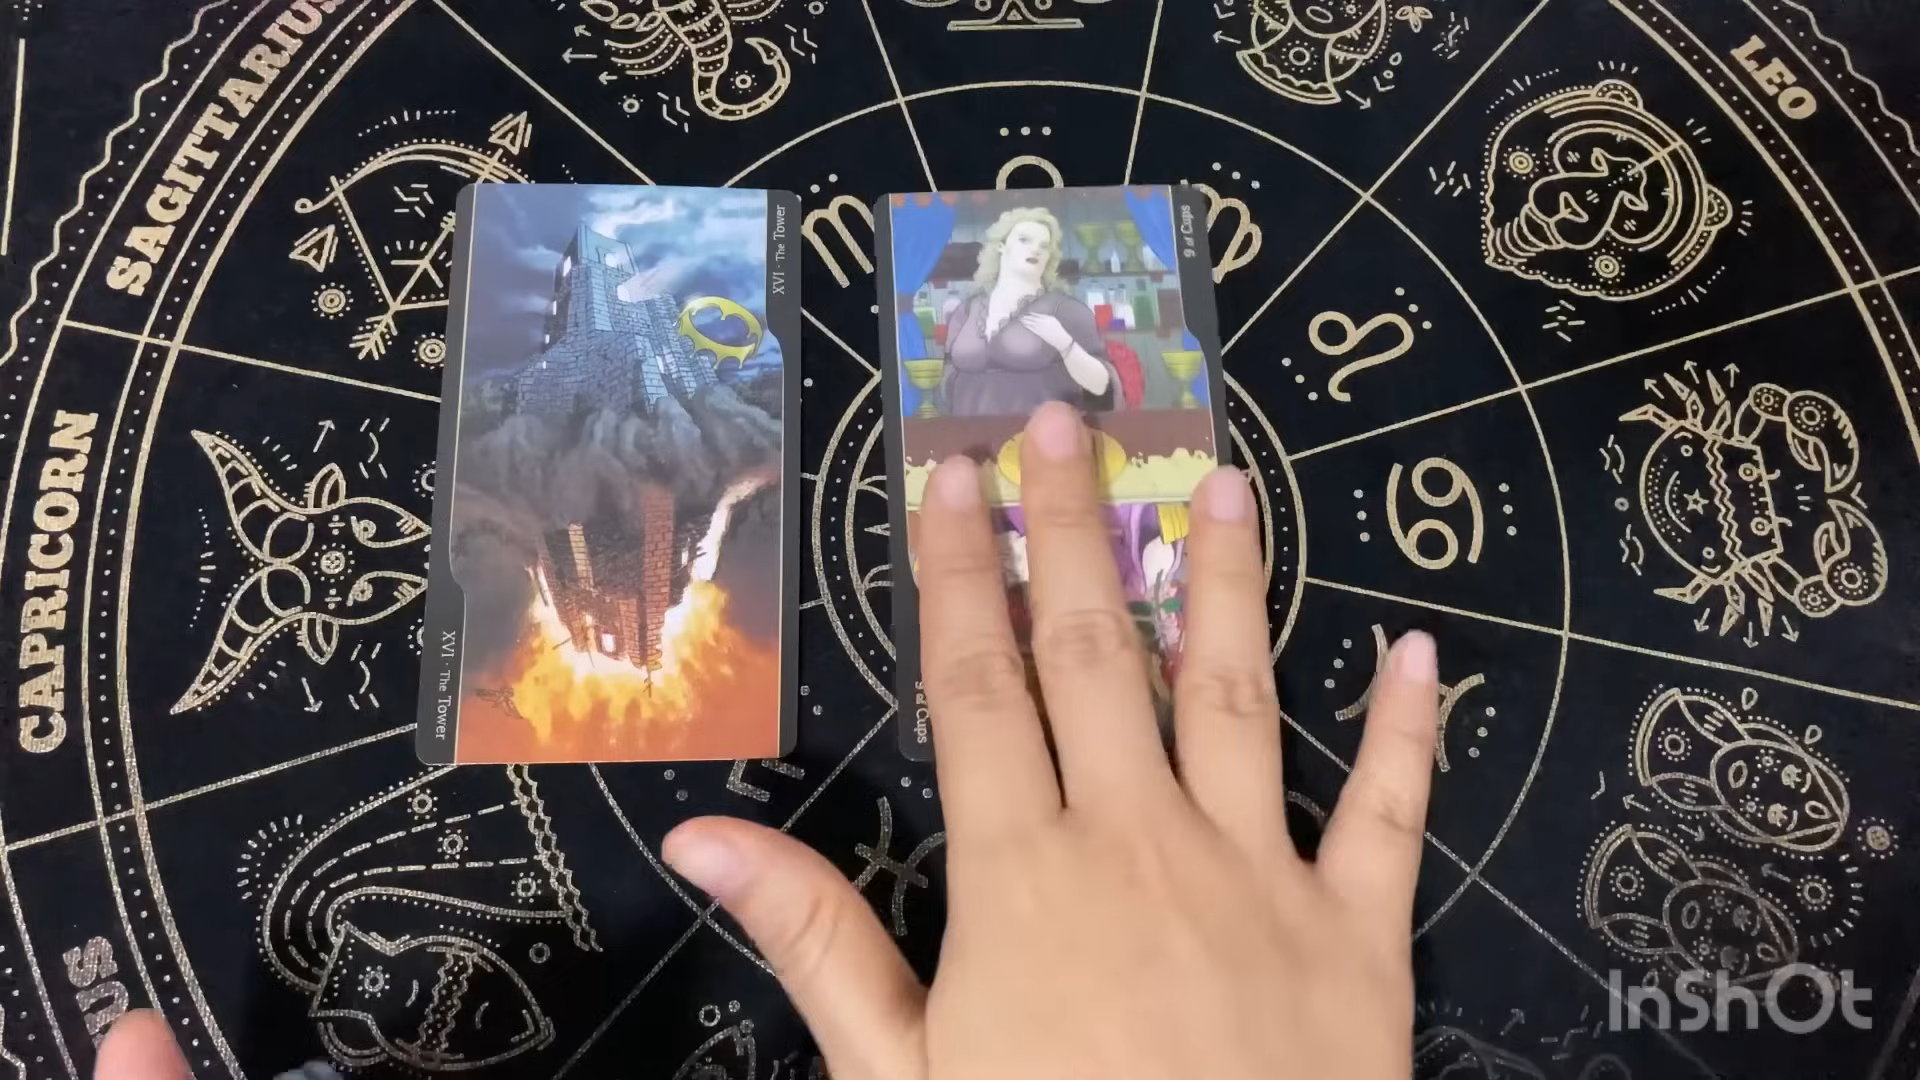 SAGITTARIUS
LEO
CAPRICORN
XVI · The Tower
XVI · The Tower
9 of Cups
9 of Cups
InShOt